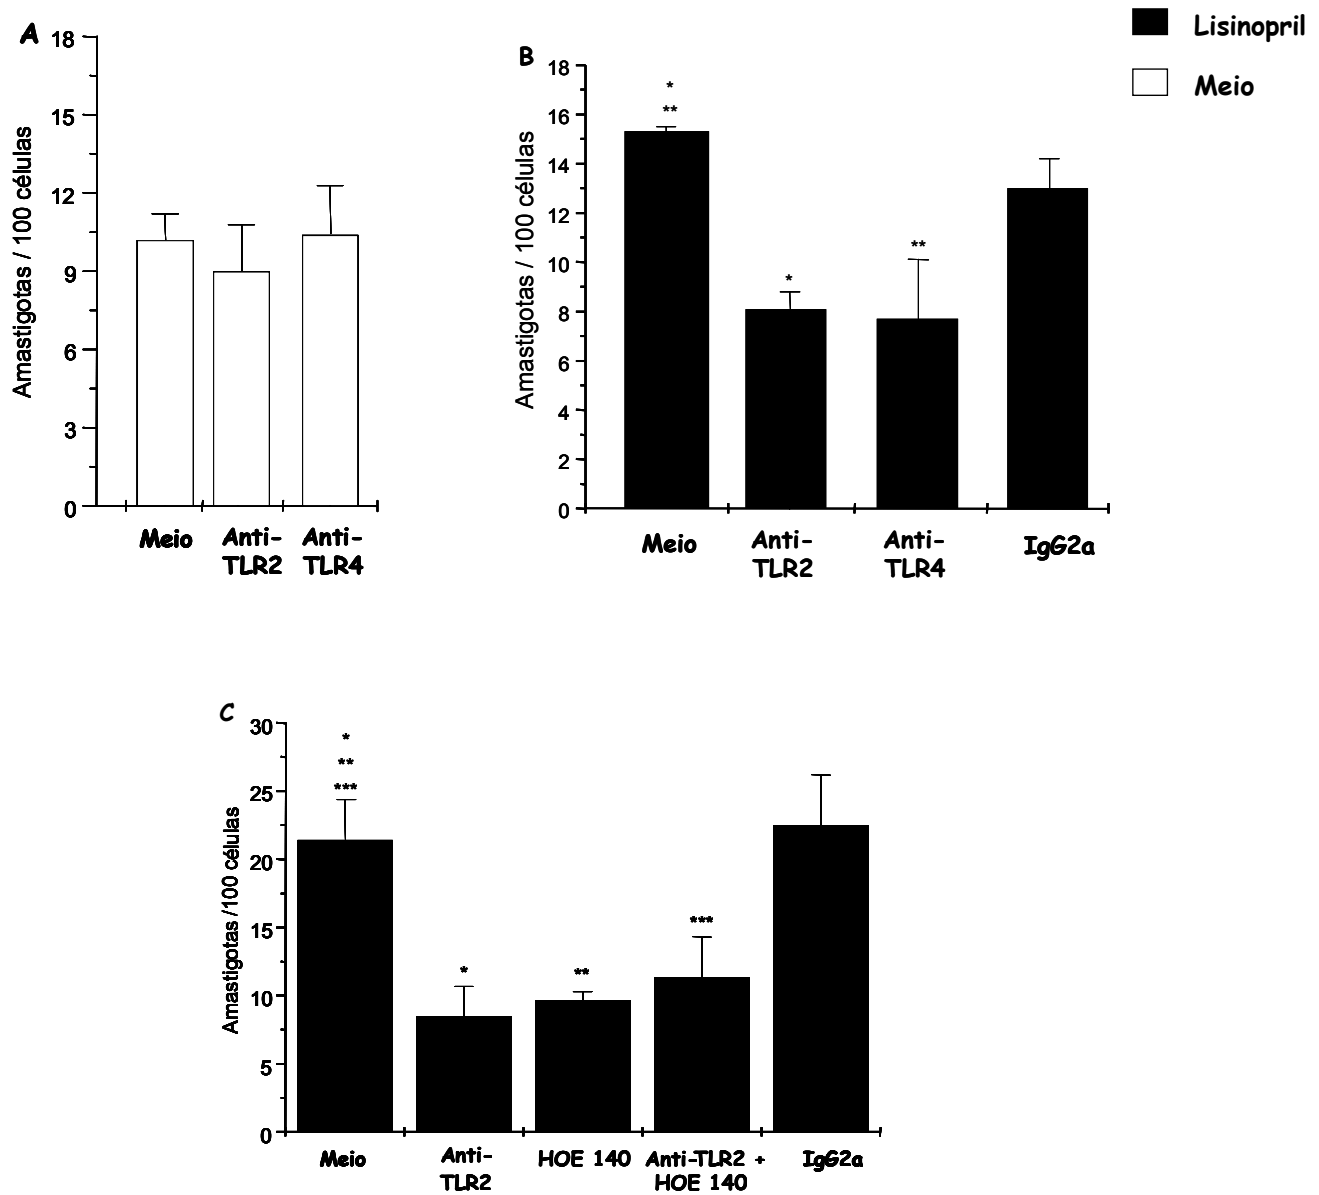 A
18
15
12
9
6
3
0
Amastigotas / 100 células
Meio
Anti-
TLR2
Anti-
TLR4
B
18
16
14
12
10
8
6
4
2
0
Amastigotas / 100 células
*
**
*
**
Meio
Anti-
TLR2
Anti-
TLR4
IgG2a
Lisinopril
Meio
C
30
25
20
15
10
5
0
Amastigotas /100 células
*
**
***
*
**
***
Meio
Anti-
TLR2
HOE 140
Anti-TLR2 +
HOE 140
IgG2a